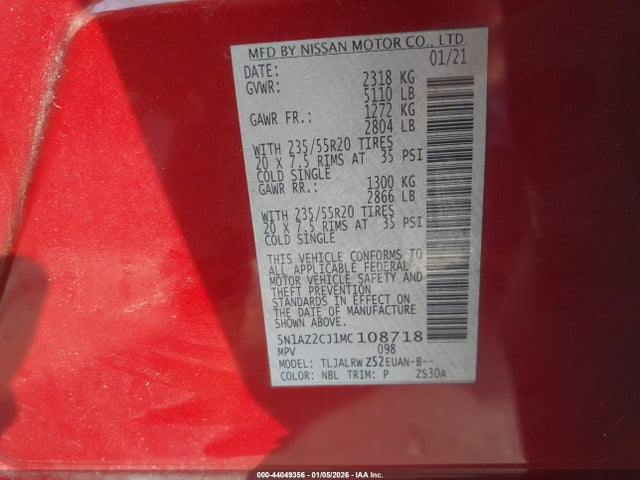 MFD BY NISSAN MOTOR CO., LTD.
DATE: 01/21
GVWR: 2318 KG
5110 LB
GAWR FR.: 1272 KG
2804 LB
WITH 235/55R20 TIRES
20 X 7.5 RIMS AT 35 PSI
COLD SINGLE
GAWR RR.: 1300 KG
2866 LB
WITH 235/55R20 TIRES
20 X 7.5 RIMS AT 35 PSI
COLD SINGLE
THIS VEHICLE CONFORMS TO
ALL APPLICABLE FEDERAL
MOTOR VEHICLE SAFETY AND
THEFT PREVENTION
STANDARDS IN EFFECT ON
THE DATE OF MANUFACTURE
SHOWN ABOVE.
5N1AZ2CJ1MC108718
MPV 098
MODEL: TLJALRW Z52EUAN-B--
COLOR: NBL TRIM: P ZS30A
000-44049356 - 01/05/2026 - IAA Inc.